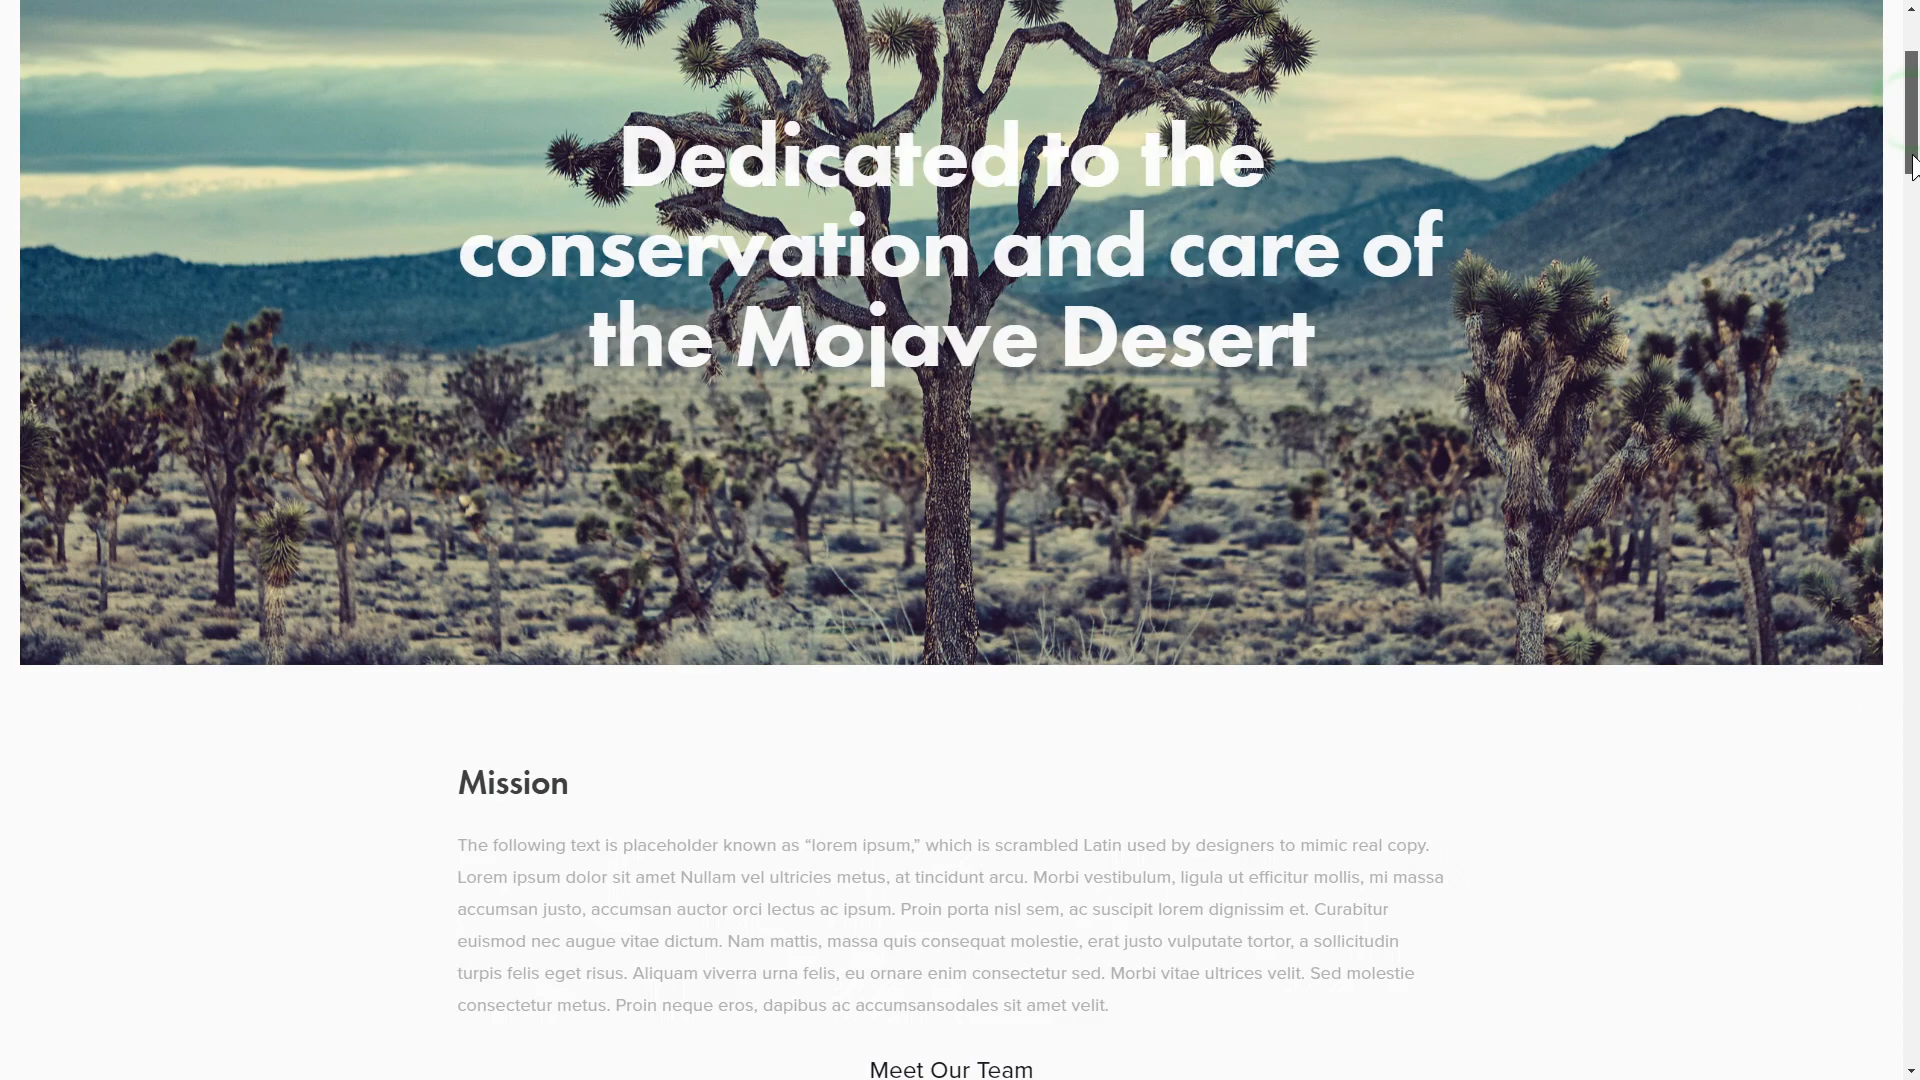 Dedicated to the
conservation and care of
the Mojave Desert
Mission
The following text is placeholder known as “lorem ipsum,” which is scrambled Latin used by designers to mimic real copy.
Lorem ipsum dolor sit amet Nullam vel ultricies metus, at tincidunt arcu. Morbi vestibulum, ligula ut efficitur mollis, mi massa
accumsan justo, accumsan auctor orci lectus ac ipsum. Proin porta nisl sem, ac suscipit lorem dignissim et. Curabitur
euismod nec augue vitae dictum. Nam mattis, massa quis consequat molestie, erat justo vulputate tortor, a sollicitudin
turpis felis eget risus. Aliquam viverra urna felis, eu ornare enim consectetur sed. Morbi vitae ultrices velit. Sed molestie
consectetur metus. Proin neque eros, dapibus ac accumsansodales sit amet velit.
Meet Our Team